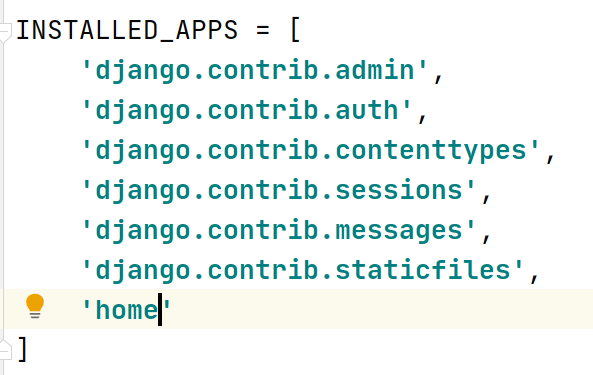 INSTALLED_APPS = [
    'django.contrib.admin',
    'django.contrib.auth',
    'django.contrib.contenttypes',
    'django.contrib.sessions',
    'django.contrib.messages',
    'django.contrib.staticfiles',
    'home'
]